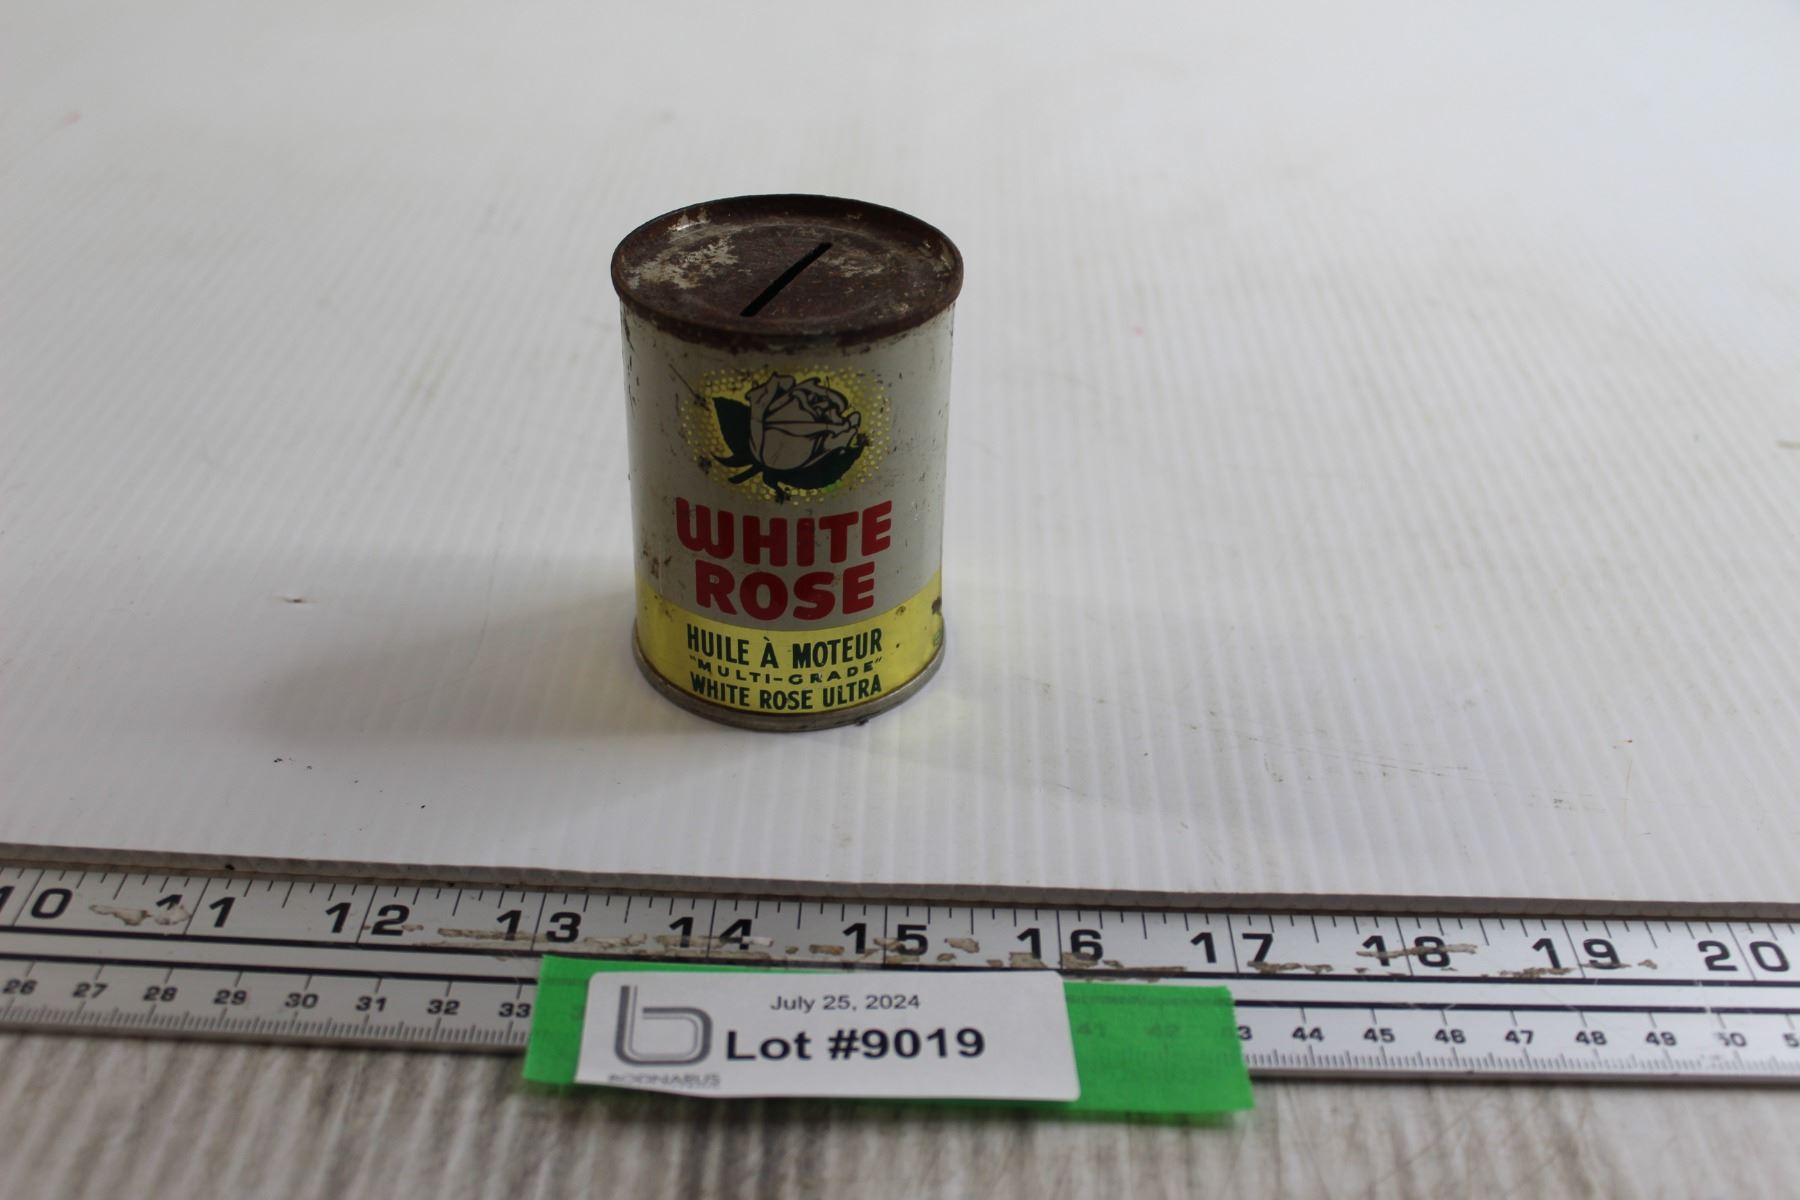 WHITE
ROSE
HUILE À MOTEUR
"MULTI-GRADE"
WHITE ROSE ULTRA
10 11 12 13 14 15 16 17 18 19 20
26 27 28 29 30 31 32 33 41 42 43 44 45 46 47 48 49 50
July 25, 2024
Lot #9019